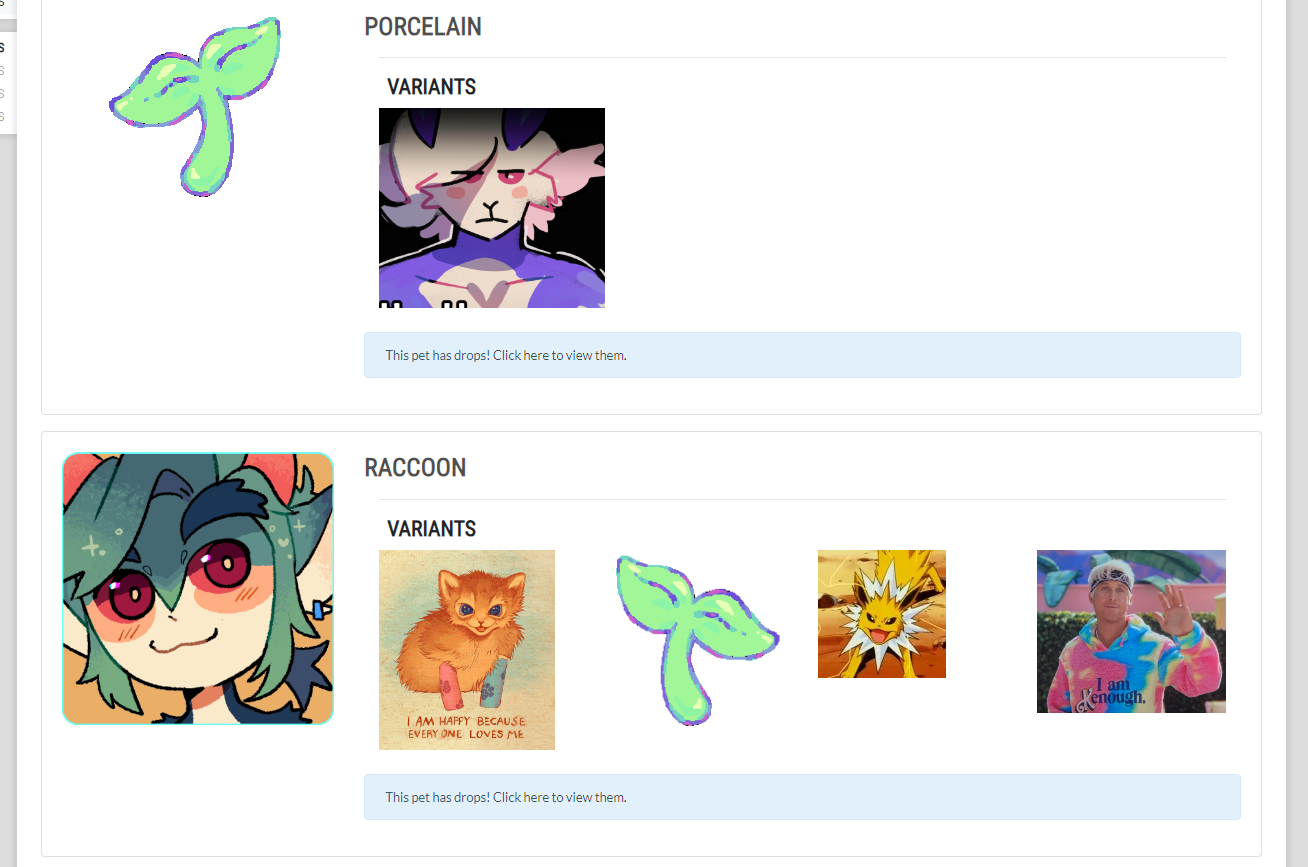 S
S
S
S
S
PORCELAIN
VARIANTS
This pet has drops! Click here to view them.
RACCOON
VARIANTS
I AM HAPPY BECAUSE
EVERY ONE LOVES ME
I am
Kenough.
This pet has drops! Click here to view them.